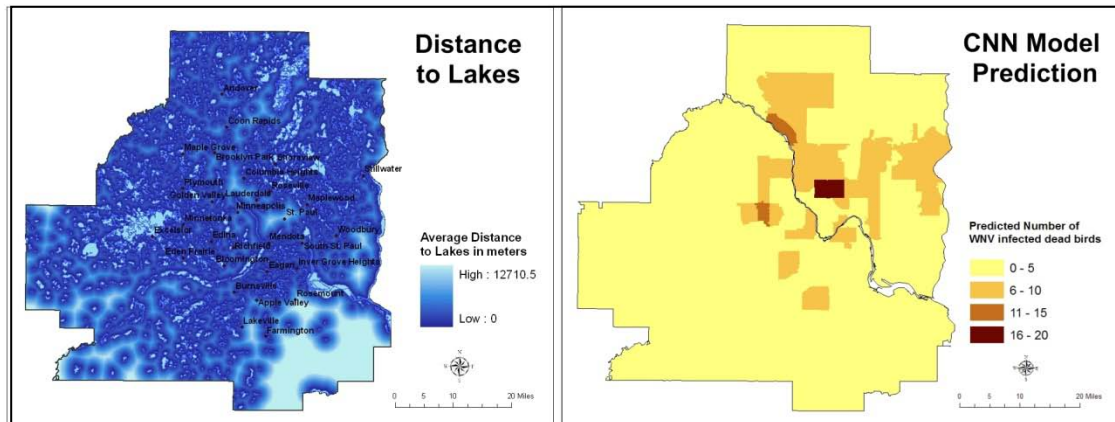 Distance
to Lakes
Andover
Coon Rapids
Maple Grove
Brooklyn Park
Shoreview
Stillwater
Columbia Heights
Plymouth
Roseville
Golden Valley
Lauderdale
Maplewood
Minneapolis
St. Paul
Minnetonka
Excelsior
Edina
Mendota
Woodbury
Richfield
South St. Paul
Eden Prairie
Bloomington
Eagan
Inver Grove Heights
Burnsville
Rosemount
Apple Valley
Lakeville
Farmington
Average Distance
to Lakes in meters
High : 12710.5
Low : 0
0 5 10 20 Miles
CNN Model
Prediction
Predicted Number of
WNV infected dead birds
0 - 5
6 - 10
11 - 15
16 - 20
0 5 10 20 Miles